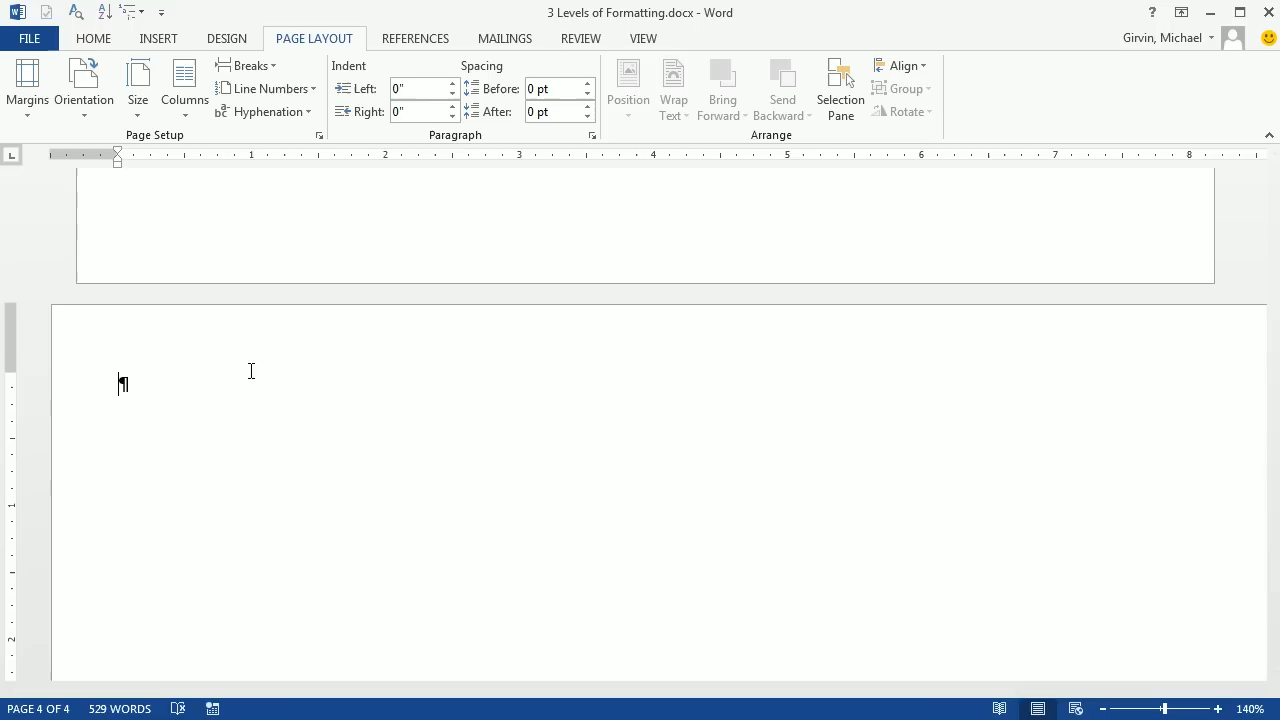 3 Levels of Formatting.docx - Word
?
FILE
HOME
INSERT
DESIGN
PAGE LAYOUT
REFERENCES
MAILINGS
REVIEW
VIEW
Girvin, Michael
Margins
Orientation
Size
Columns
Breaks
Line Numbers
Hyphenation
Page Setup
Indent
Left: 0"
Right: 0"
Spacing
Before: 0 pt
After: 0 pt
Paragraph
Position
Wrap
Text
Bring
Forward
Send
Backward
Selection
Pane
Align
Group
Rotate
Arrange
L
1 2 3 4 5 6 7 8
¶
1
2
PAGE 4 OF 4
529 WORDS
140%